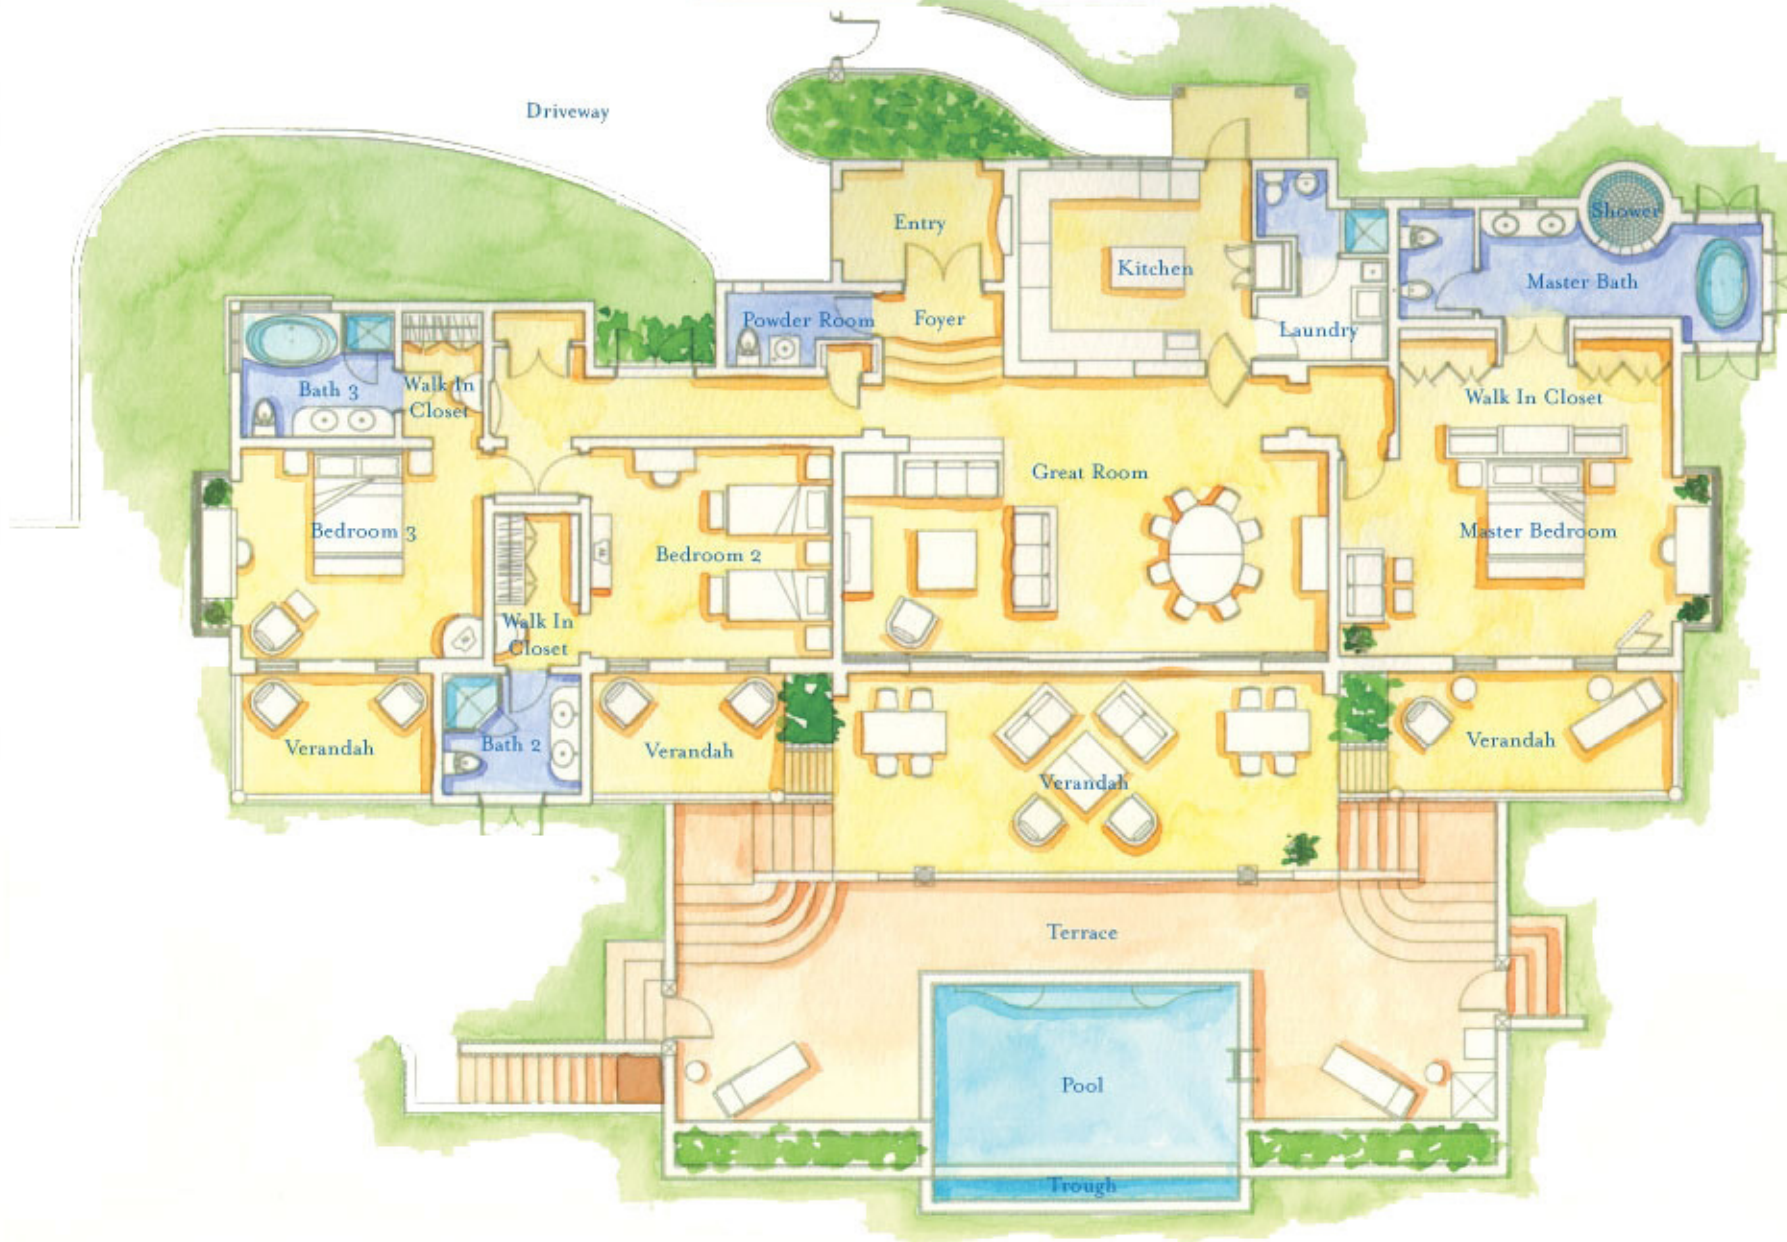 Driveway
Entry
Shower
Kitchen
Master Bath
Powder Room
Foyer
Laundry
Bath 3
Walk In
Closet
Walk In Closet
Great Room
Bedroom 3
Bedroom 2
Master Bedroom
Walk In
Closet
Verandah
Bath 2
Verandah
Verandah
Verandah
Terrace
Pool
Trough